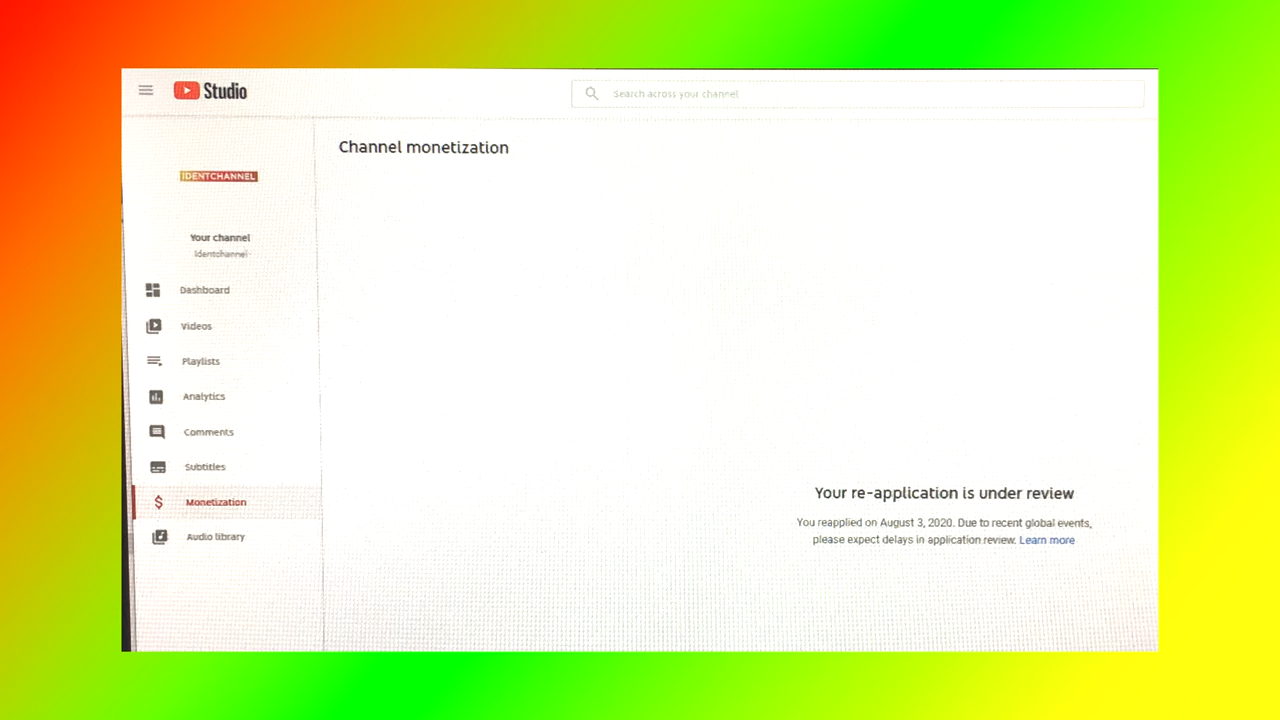 Studio
Search across your channel
Channel monetization
IDENTCHANNEL
Your channel
Identchannel
Dashboard
Videos
Playlists
Analytics
Comments
Subtitles
Monetization
Audio library
Your re-application is under review
You reapplied on August 3, 2020. Due to recent global events,
please expect delays in application review. Learn more